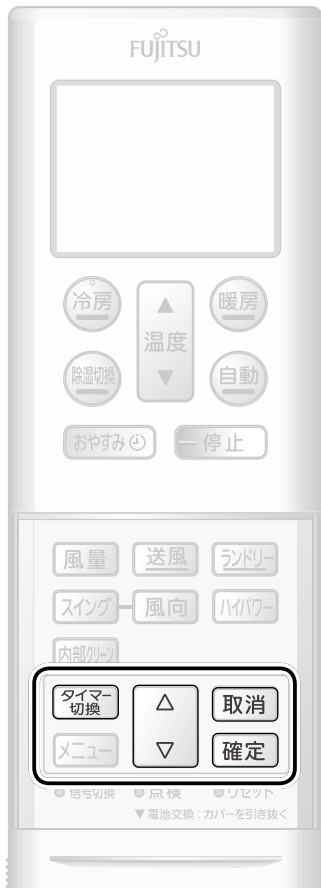 FUJITSU
冷房 ▲ 暖房
温度
除湿切換 ▼ 自動
おやすみ 停止
風量 送風 ランドリー
スイング 風向 ハイパワー
内部クリーン
タイマー切換 △ 取消
メニュー ▽ 確定
信号切換 点検 リセット
▼電池交換:カバーを引き抜く